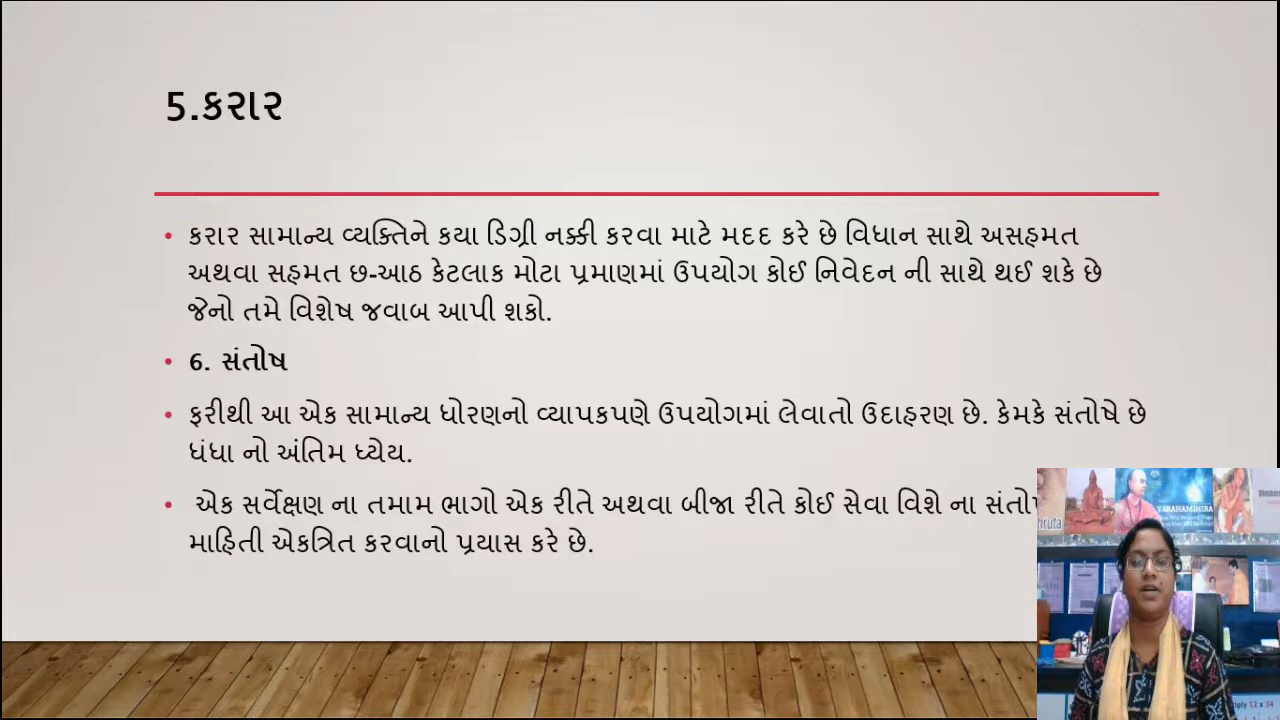 5.કરાર
• કરાર સામાન્ય વ્યક્તિને કયા ડિગ્રી નક્કી કરવા માટે મદદ કરે છે વિધાન સાથે અસહમત
અથવા સહમત છ-આઠ કેટલાક મોટા પ્રમાણમાં ઉપયોગ કોઈ નિવેદન ની સાથે થઈ શકે છે
જેનો તમે વિશેષ જવાબ આપી શકો.
• 6. સંતોષ
• ફરીથી આ એક સામાન્ય ધોરણનો વ્યાપકપણે ઉપયોગમાં લેવાતો ઉદાહરણ છે. કેમકે સંતોષે છે
ધંધા નો અંતિમ ધ્યેય.
• એક સર્વેક્ષણ ના તમામ ભાગો એક રીતે અથવા બીજા રીતે કોઈ સેવા વિશે ના
માહિતી એકત્રિત કરવાનો પ્રયાસ કરે છે.
VARAHAMIHIRA